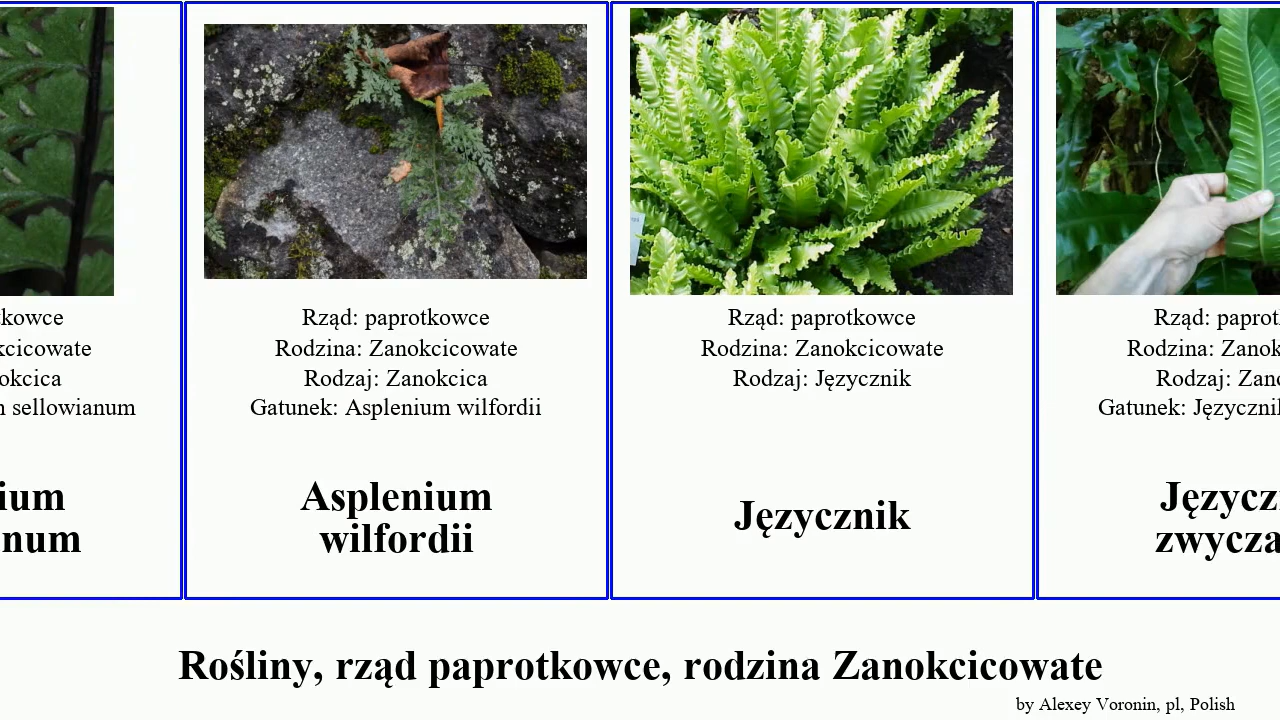 kowce
kcicowate
okcica
sellowianum
ium
num
Rząd: paprotkowce
Rodzina: Zanokcicowate
Rodzaj: Zanokcica
Gatunek: Asplenium wilfordii
Asplenium
wilfordii
Rząd: paprotkowce
Rodzina: Zanokcicowate
Rodzaj: Języcznik
Języcznik
Rząd: paprot
Rodzina: Zanok
Rodzaj: Zano
Gatunek: Języcznik
Języcz
zwycza
Rośliny, rząd paprotkowce, rodzina Zanokcicowate
by Alexey Voronin, pl, Polish